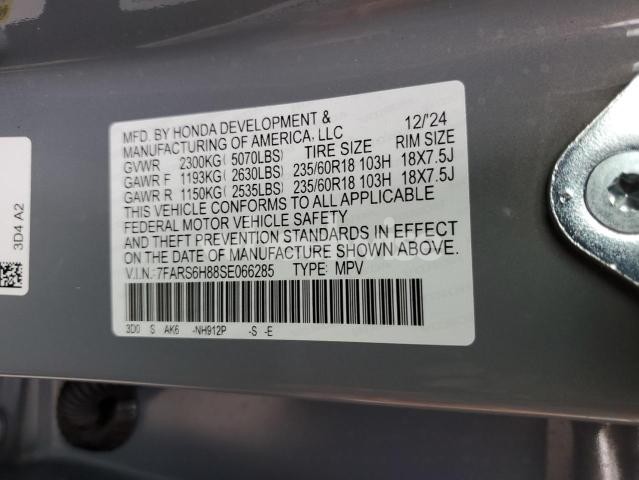 MFD. BY HONDA DEVELOPMENT & 12/'24
MANUFACTURING OF AMERICA, LLC
GVWR 2300KG( 5070LBS) TIRE SIZE RIM SIZE
GAWR F 1193KG( 2630LBS) 235/60R18 103H 18X7.5J
GAWR R 1150KG( 2535LBS) 235/60R18 103H 18X7.5J
THIS VEHICLE CONFORMS TO ALL APPLICABLE
FEDERAL MOTOR VEHICLE SAFETY
AND THEFT PREVENTION STANDARDS IN EFFECT
ON THE DATE OF MANUFACTURE SHOWN ABOVE.
V.I.N.: 7FARS6H88SE066285 TYPE: MPV
3D0 S AK6 -NH912P -S -E
3D4 A2